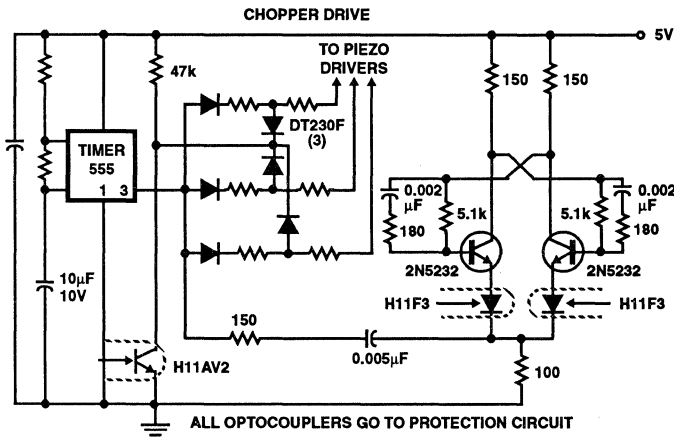 CHOPPER DRIVE
5V
TO PIEZO
DRIVERS
47k
150
150
DT230F
(3)
TIMER
555
1
3
0.002
μF
5.1k
180
0.002
μF
5.1k
180
2N5232
2N5232
10μF
10V
H11F3
H11F3
150
0.005μF
H11AV2
100
ALL OPTOCOUPLERS GO TO PROTECTION CIRCUIT